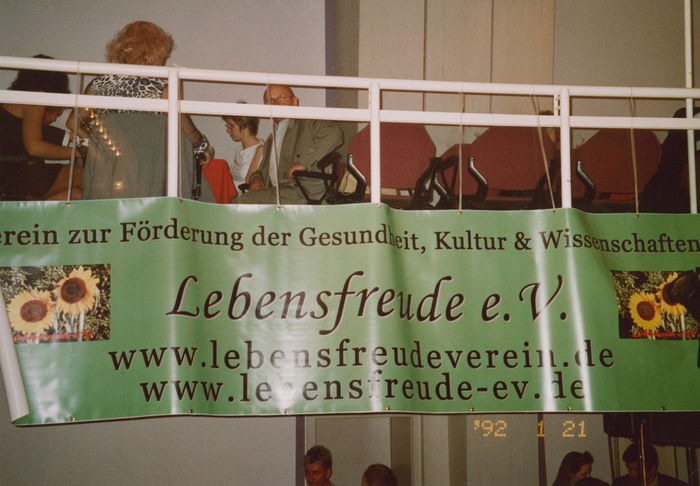 erein zur Förderung der Gesundheit, Kultur & Wissenschaften
Lebensfreude e.V.
www.lebensfreudeverein.de
www.lebensfreude-ev.de
'92 1 21